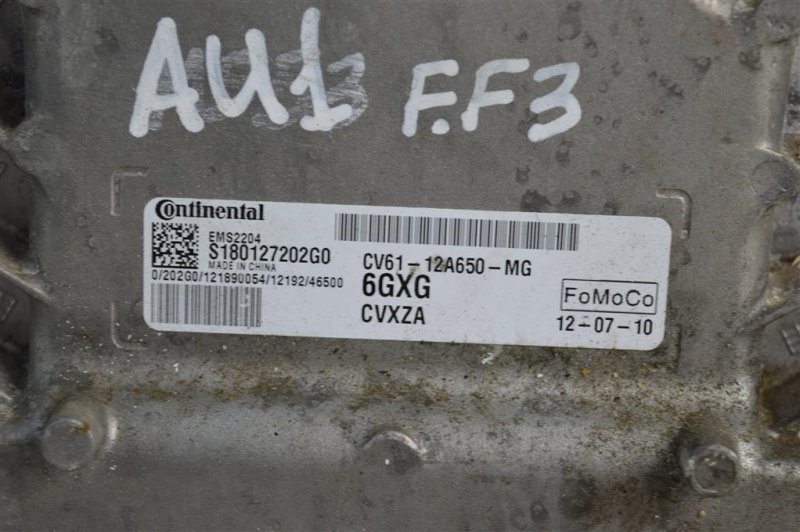 AU1 F.F3
Continental
EMS2204
S180127202G0
MADE IN CHINA
0/202G0/121890054/12192/46500
CV61-12A650-MG
6GXG
CVXZA
FoMoCo
12-07-10